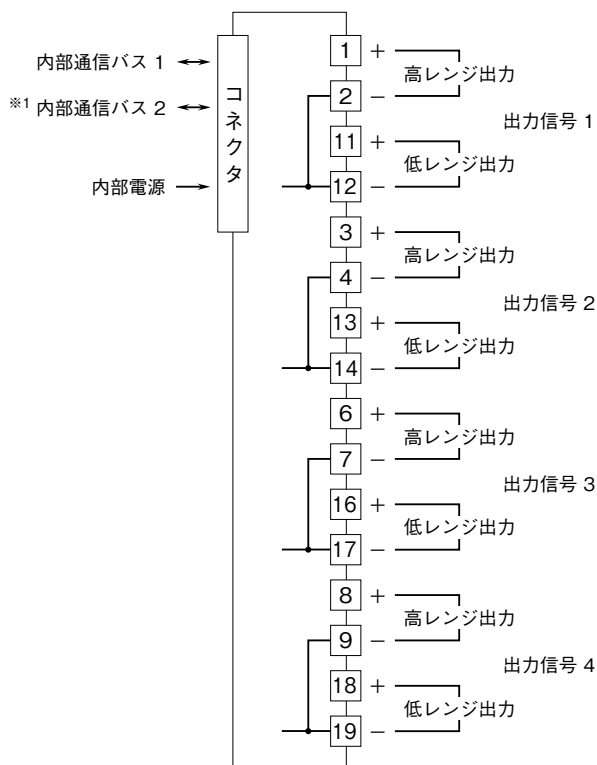 内部通信バス 1
※1 内部通信バス 2
内部電源
コネクタ
1 +
高レンジ出力
2 −
出力信号 1
11 +
低レンジ出力
12 −
3 +
高レンジ出力
4 −
出力信号 2
13 +
低レンジ出力
14 −
6 +
高レンジ出力
7 −
出力信号 3
16 +
低レンジ出力
17 −
8 +
高レンジ出力
9 −
出力信号 4
18 +
低レンジ出力
19 −